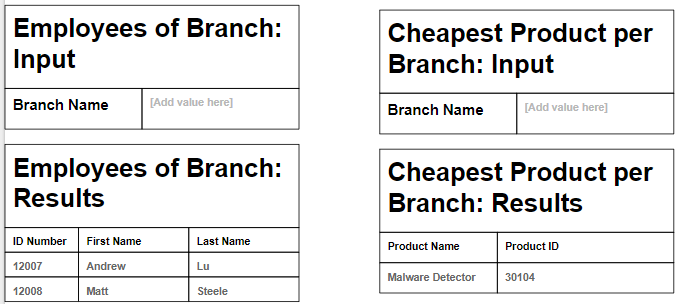 Employees of Branch:
Input
Branch Name
[Add value here]
Employees of Branch:
Results
ID Number First Name Last Name
12007 Andrew Lu
12008 Matt Steele
Cheapest Product per
Branch: Input
Branch Name
[Add value here]
Cheapest Product per
Branch: Results
Product Name Product ID
Malware Detector 30104